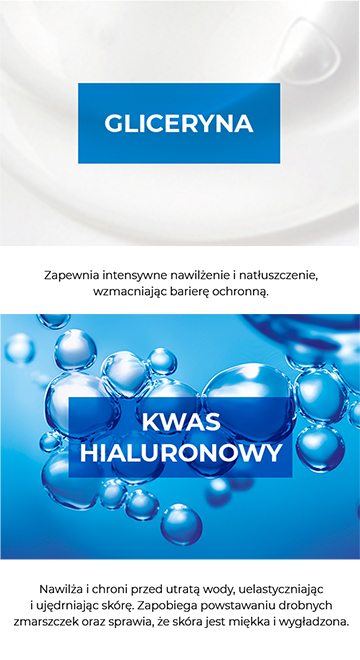 GLICERYNA
Zapewnia intensywne nawilżenie i natłuszczenie,
wzmacniając barierę ochronną.
KWAS
HIALURONOWY
Nawilża i chroni przed utratą wody, uelastyczniając
i ujędrniając skórę. Zapobiega powstawaniu drobnych
zmarszczek oraz sprawia, że skóra jest miękka i wygładzona.